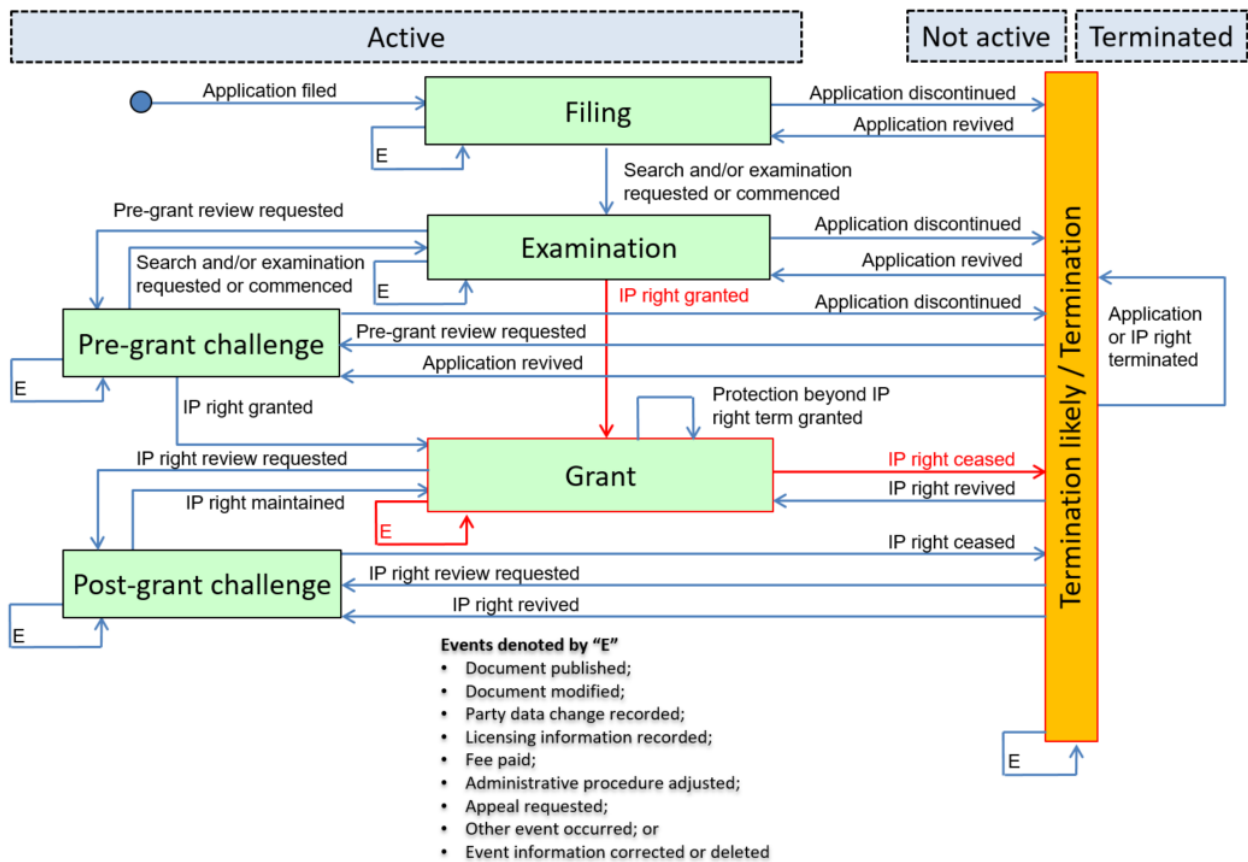 Active
Not active
Terminated
Application filed
Filing
Application discontinued
Application revived
E
Search and/or examination
requested or commenced
Pre-grant review requested
Examination
Application discontinued
Search and/or examination
requested or commenced
E
Application revived
IP right granted
Application discontinued
Pre-grant challenge
Pre-grant review requested
Application revived
E
Application
or IP right
terminated
Termination likely / Termination
IP right granted
Protection beyond IP
right term granted
IP right review requested
Grant
IP right ceased
IP right maintained
IP right revived
E
IP right ceased
Post-grant challenge
IP right review requested
IP right revived
E
Events denoted by “E”
• Document published;
• Document modified;
• Party data change recorded;
• Licensing information recorded;
• Fee paid;
• Administrative procedure adjusted;
• Appeal requested;
• Other event occurred; or
• Event information corrected or deleted
E